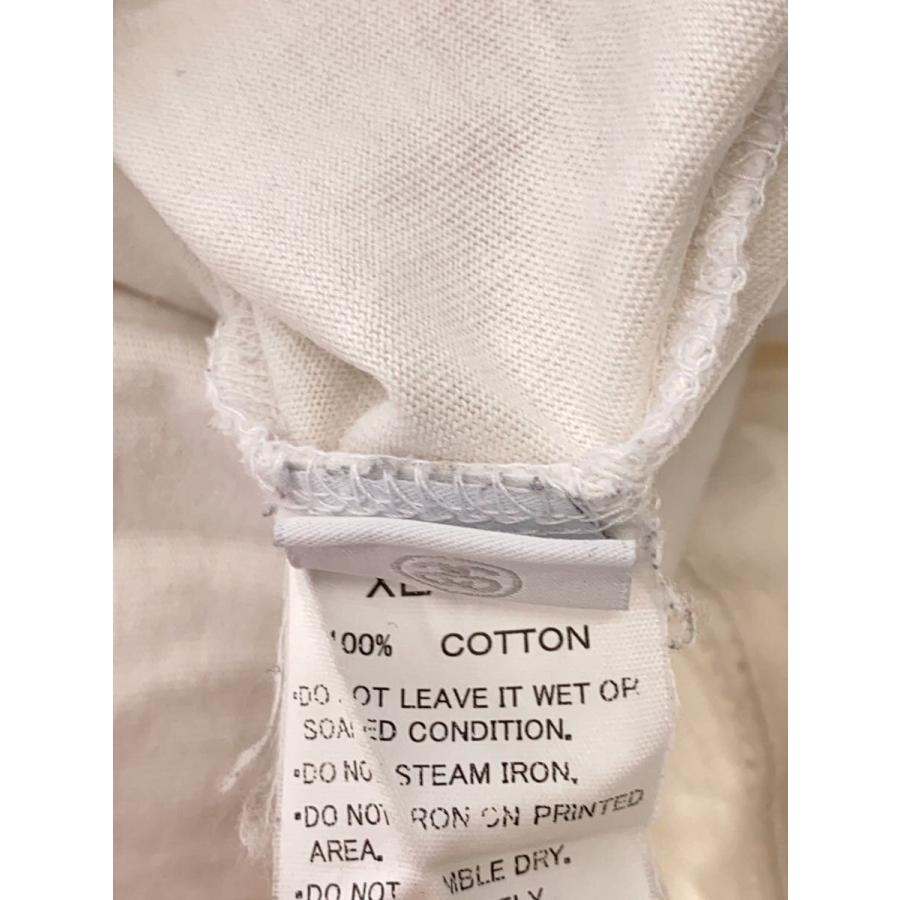 XL
100% COTTON
·DO NOT LEAVE IT WET OR
SOAKED CONDITION.
·DO NOT STEAM IRON.
·DO NOT IRON ON PRINTED
AREA.
·DO NOT TUMBLE DRY.